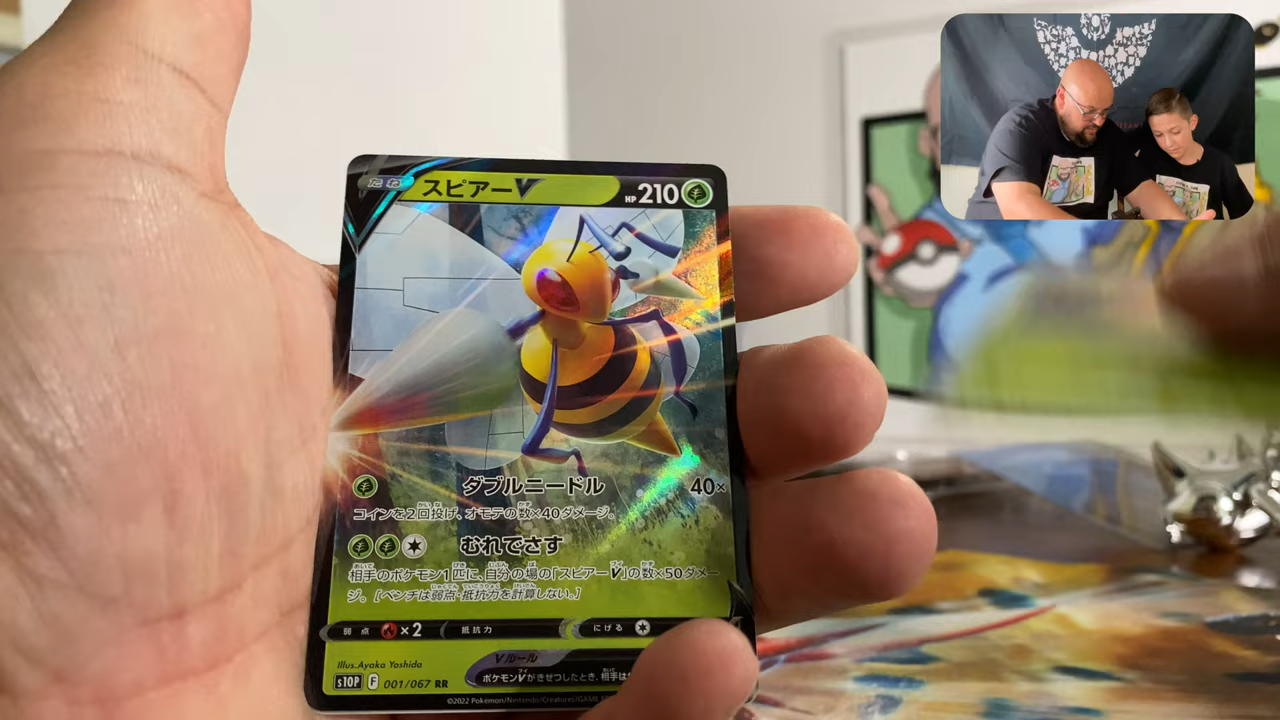 たね スピアーV HP 210
ダブルニードル 40×
コインを2回投げ、オモテの数×40ダメージ。
むれでさす
相手のポケモン1匹に、自分の場の「スピアーV」の数×50ダメー
ジ。[ベンチは弱点・抵抗力を計算しない。]
弱点 ×2 抵抗力 にげる
Illus.Ayaka Yoshida
Vルール
s10P F 001/067 RR
ポケモンVがきぜつしたとき、相手は
©2022 Pokémon/Nintendo/Creatures/GAME